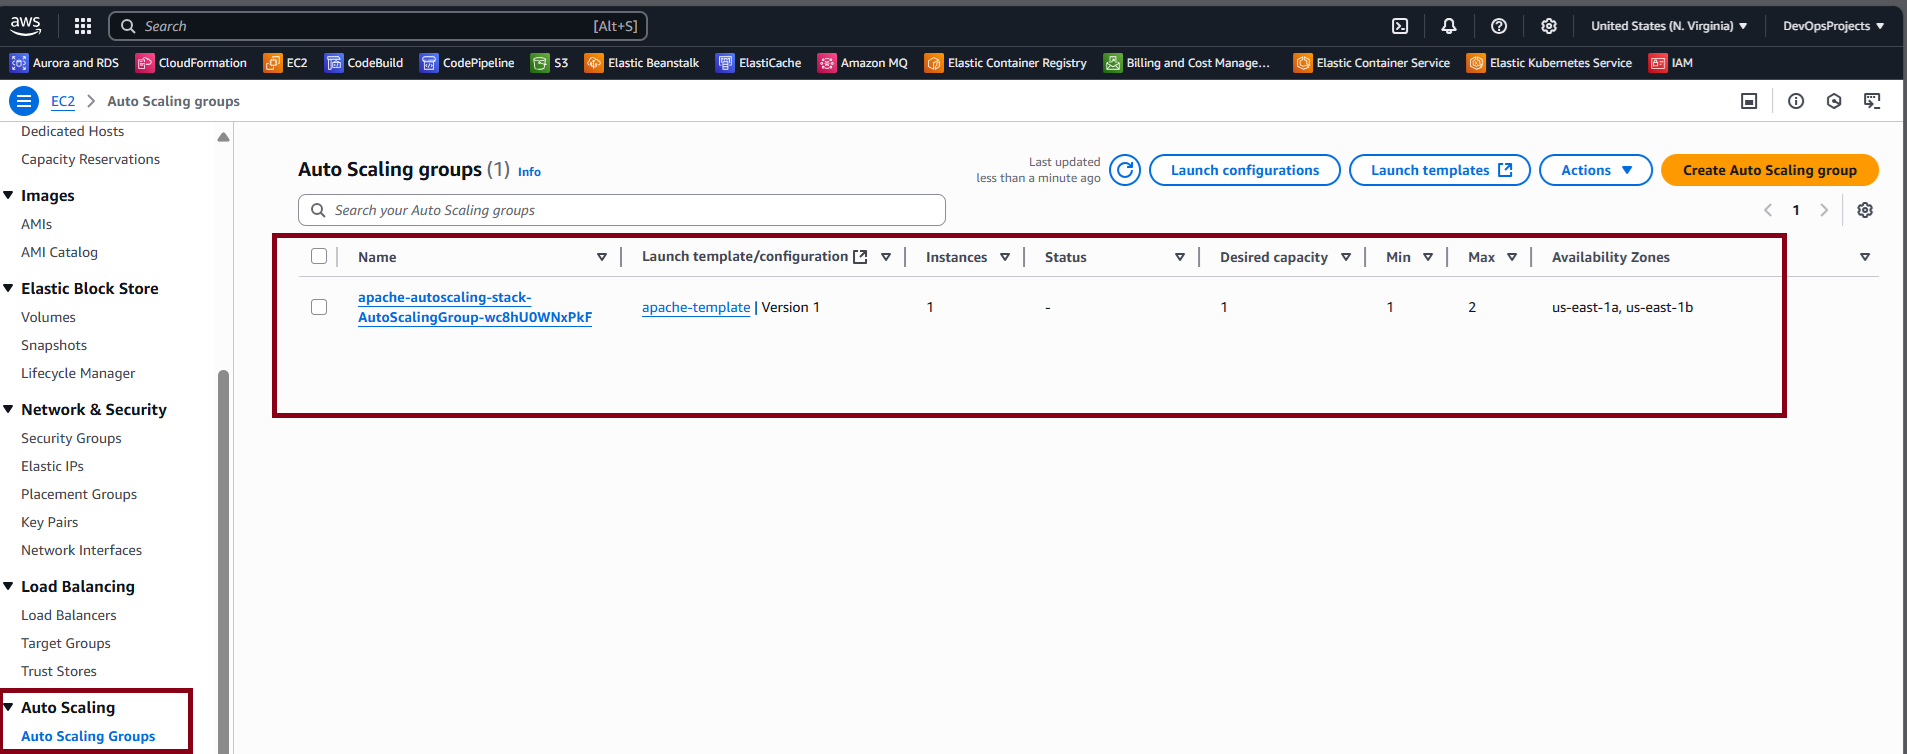 aws
Search [Alt+S]
United States (N. Virginia)
DevOpsProjects
Aurora and RDS
CloudFormation
EC2
CodeBuild
CodePipeline
S3
Elastic Beanstalk
ElastiCache
Amazon MQ
Elastic Container Registry
Billing and Cost Manage...
Elastic Container Service
Elastic Kubernetes Service
IAM
EC2
Auto Scaling groups
Dedicated Hosts
Capacity Reservations
Images
AMIs
AMI Catalog
Elastic Block Store
Volumes
Snapshots
Lifecycle Manager
Network & Security
Security Groups
Elastic IPs
Placement Groups
Key Pairs
Network Interfaces
Load Balancing
Load Balancers
Target Groups
Trust Stores
Auto Scaling
Auto Scaling Groups
Auto Scaling groups (1) Info
Last updated
less than a minute ago
Launch configurations
Launch templates
Actions
Create Auto Scaling group
Search your Auto Scaling groups
1
Name Launch template/configuration Instances Status Desired capacity Min Max Availability Zones
apache-autoscaling-stack-
AutoScalingGroup-wc8hU0WNxPkF
apache-template | Version 1 1 - 1 1 2 us-east-1a, us-east-1b